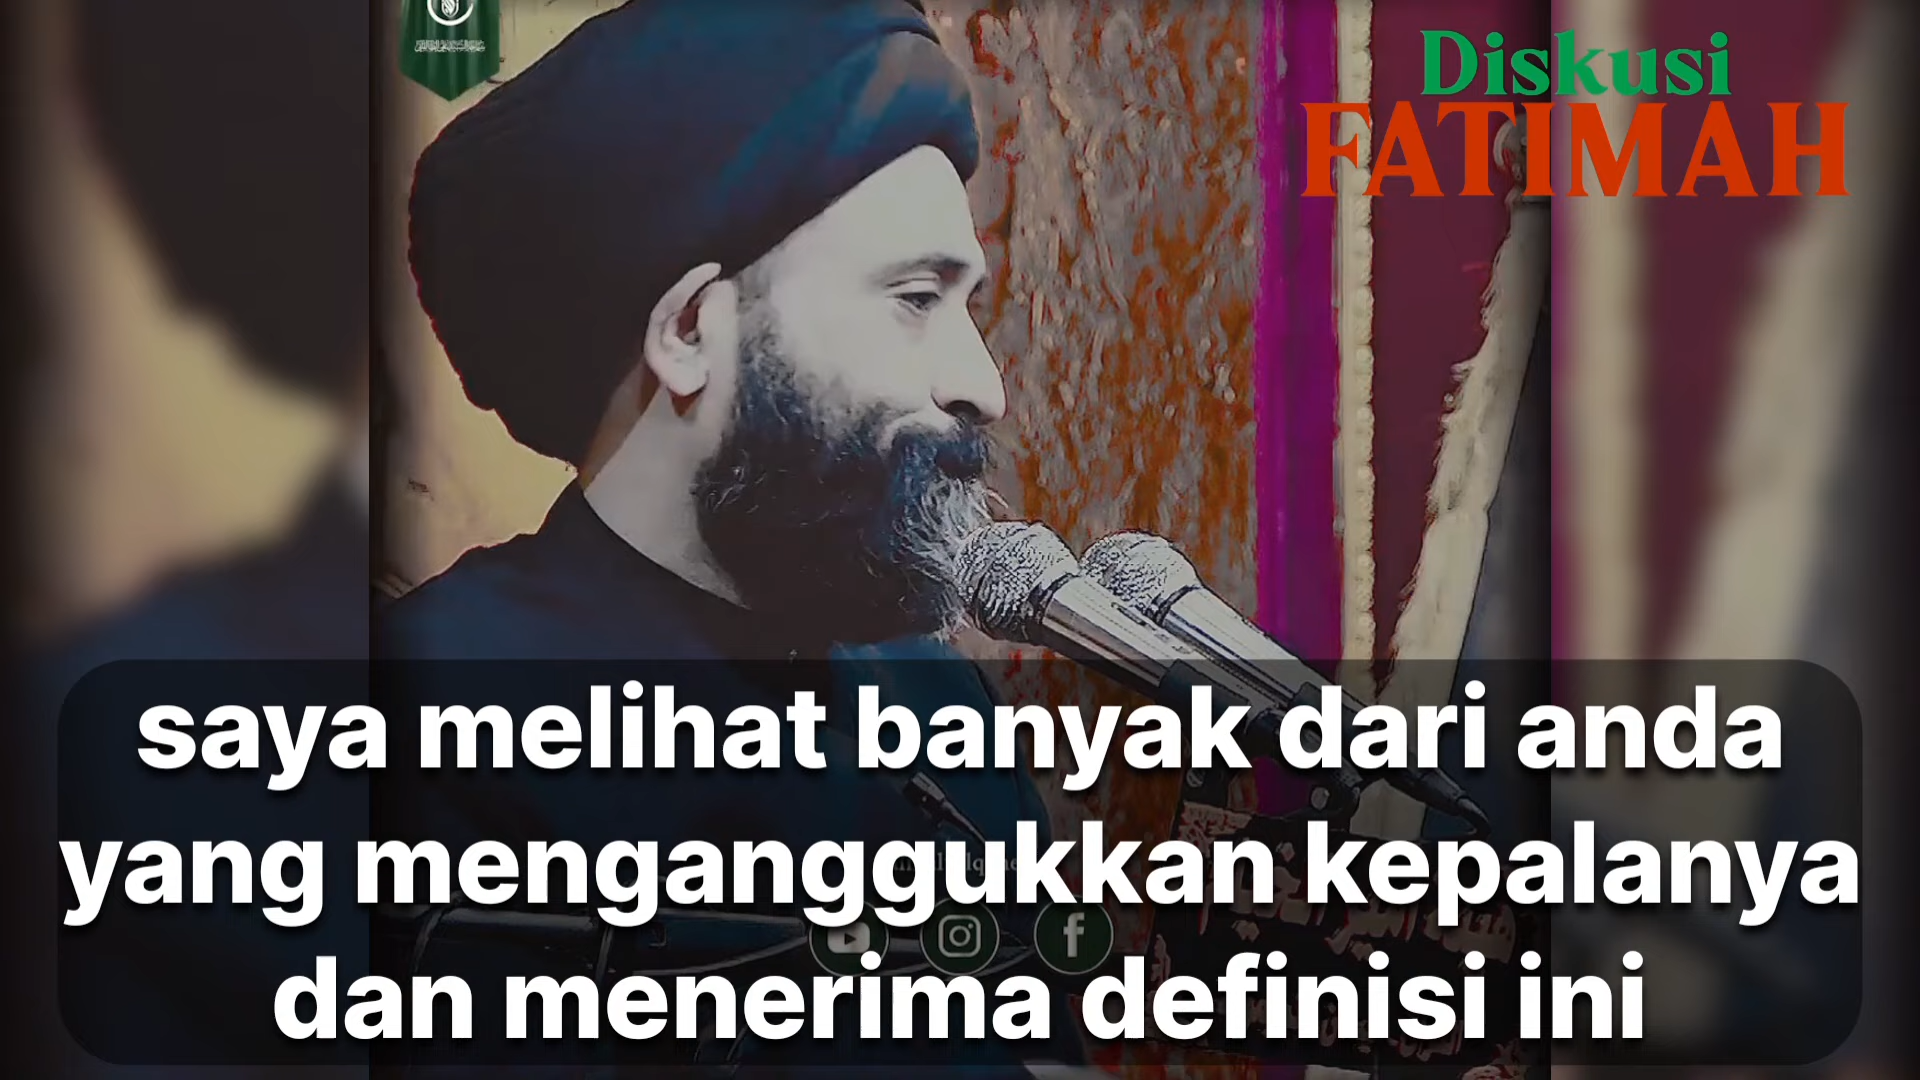 Diskusi
FATIMAH
saya melihat banyak dari anda
yang menganggukkan kepalanya
dan menerima definisi ini